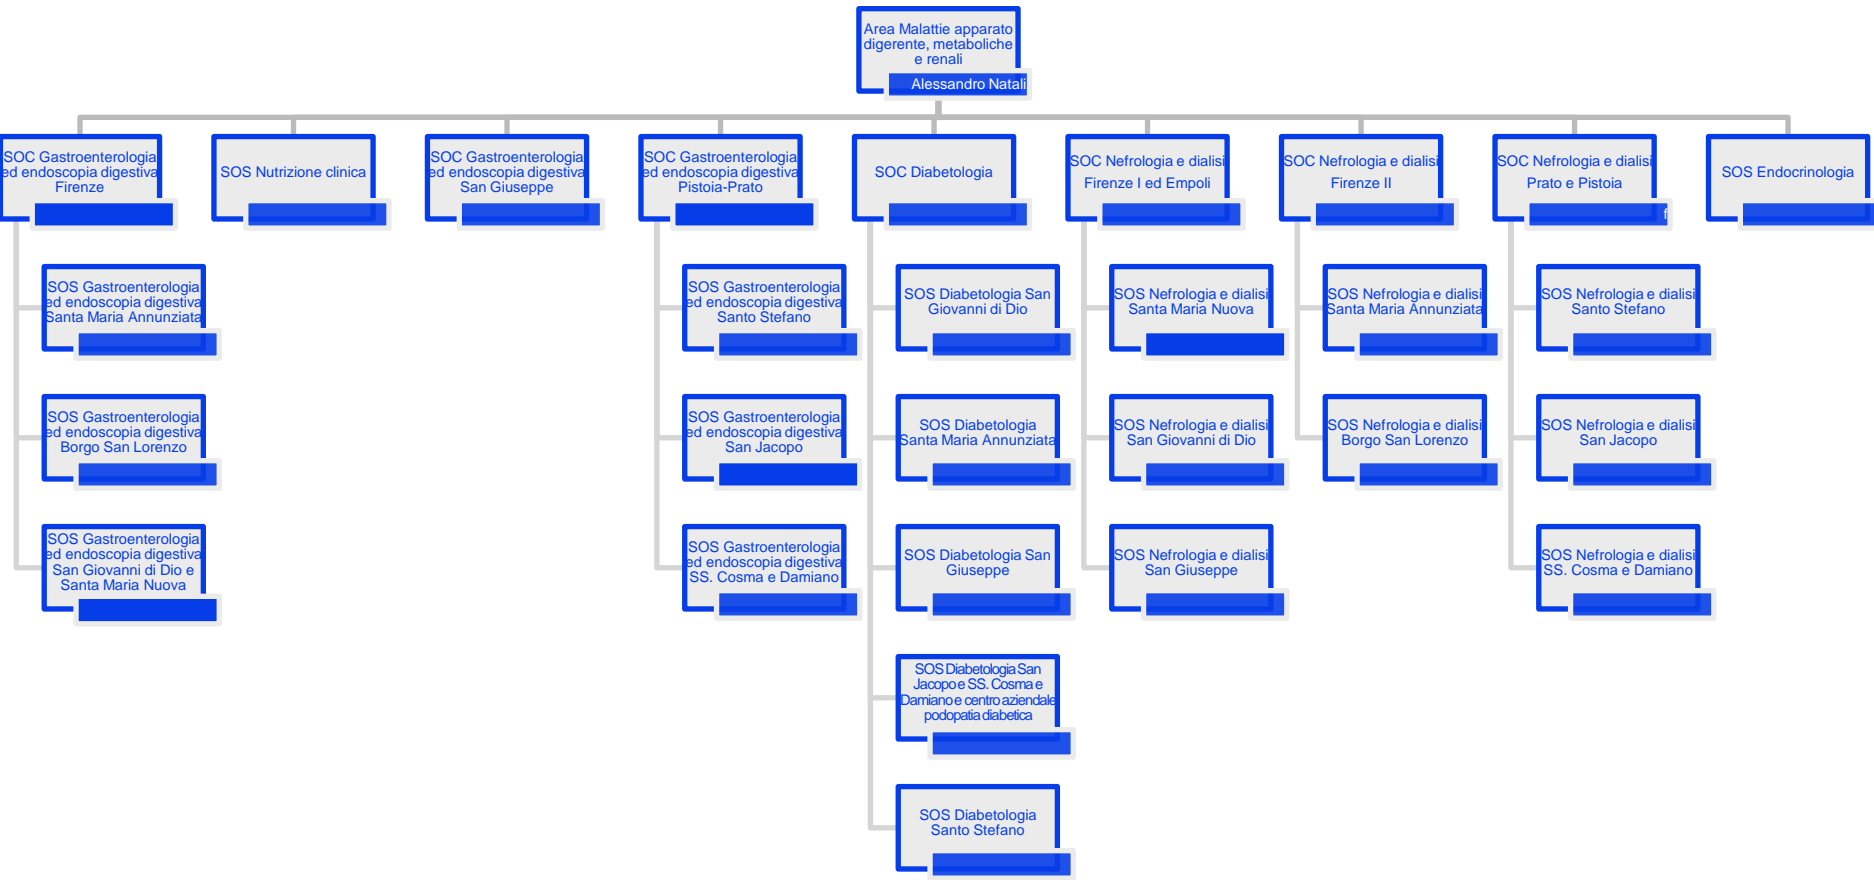 Area Malattie apparato
digerente, metaboliche
e renali
Alessandro Natali
SOC Gastroenterologia
ed endoscopia digestiva
Firenze
SOS Nutrizione clinica
SOC Gastroenterologia
ed endoscopia digestiva
San Giuseppe
SOC Gastroenterologia
ed endoscopia digestiva
Pistoia-Prato
SOC Diabetologia
SOC Nefrologia e dialisi
Firenze I ed Empoli
SOC Nefrologia e dialisi
Firenze II
SOC Nefrologia e dialisi
Prato e Pistoia
f
SOS Endocrinologia
SOS Gastroenterologia
ed endoscopia digestiva
Santa Maria Annunziata
SOS Gastroenterologia
ed endoscopia digestiva
Santo Stefano
SOS Diabetologia San
Giovanni di Dio
SOS Nefrologia e dialisi
Santa Maria Nuova
SOS Nefrologia e dialisi
Santa Maria Annunziata
SOS Nefrologia e dialisi
Santo Stefano
SOS Gastroenterologia
ed endoscopia digestiva
Borgo San Lorenzo
SOS Gastroenterologia
ed endoscopia digestiva
San Jacopo
SOS Diabetologia
Santa Maria Annunziata
SOS Nefrologia e dialisi
San Giovanni di Dio
SOS Nefrologia e dialisi
Borgo San Lorenzo
SOS Nefrologia e dialisi
San Jacopo
SOS Gastroenterologia
ed endoscopia digestiva
San Giovanni di Dio e
Santa Maria Nuova
SOS Gastroenterologia
ed endoscopia digestiva
SS. Cosma e Damiano
SOS Diabetologia San
Giuseppe
SOS Nefrologia e dialisi
San Giuseppe
SOS Nefrologia e dialisi
SS. Cosma e Damiano
SOS Diabetologia San
Jacopo e SS. Cosma e
Damiano e centro aziendale
podopatia diabetica
SOS Diabetologia
Santo Stefano